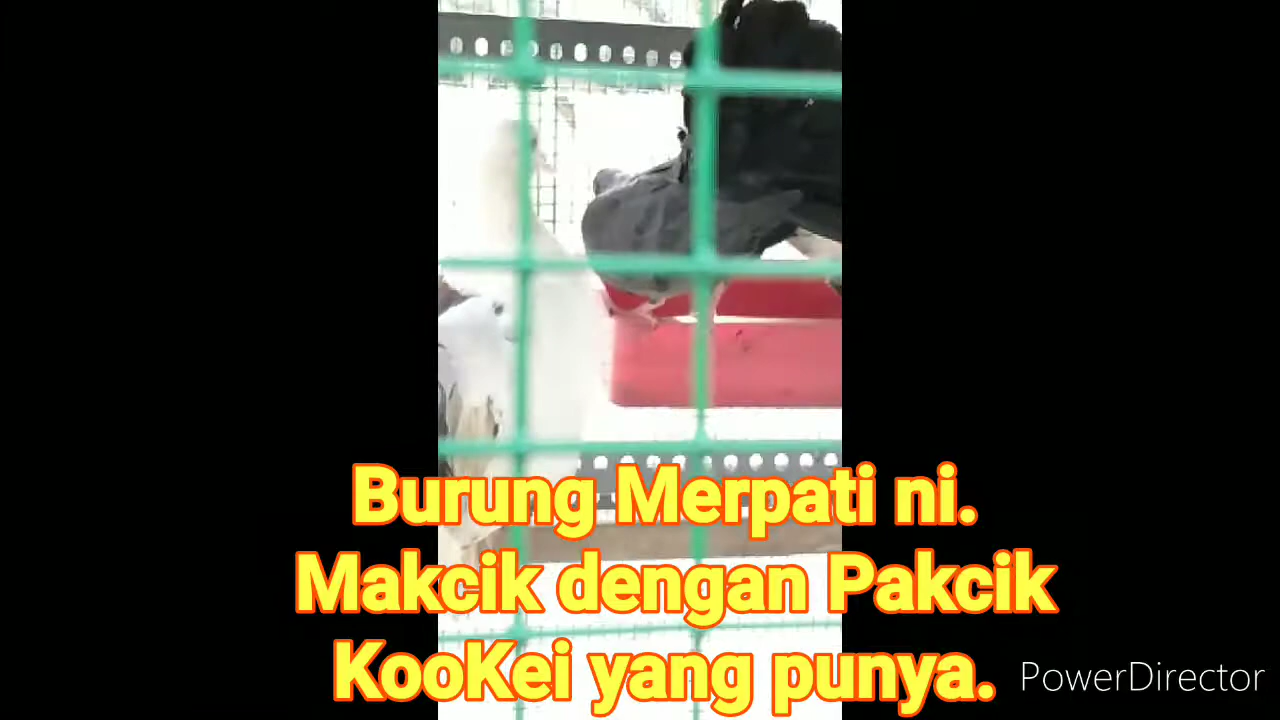 Burung Merpati ni.
Makcik dengan Pakcik
KooKei yang punya.
PowerDirector